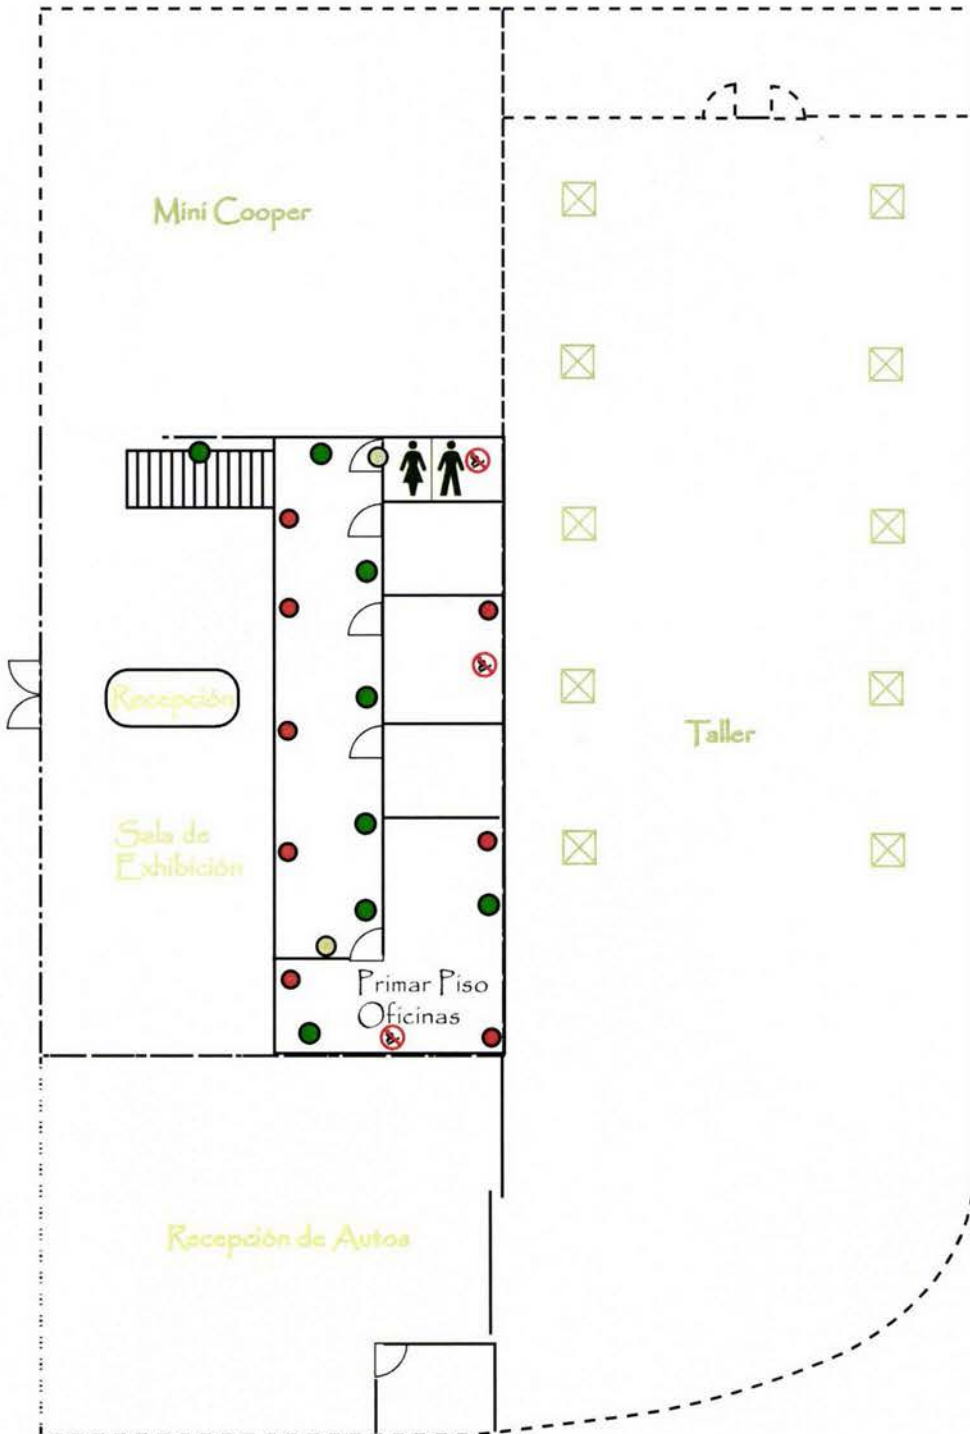 Mini Cooper
Recepción
Taller
Sala de
Exhibición
Primar Piso
Oficinas
Recepción de Autos